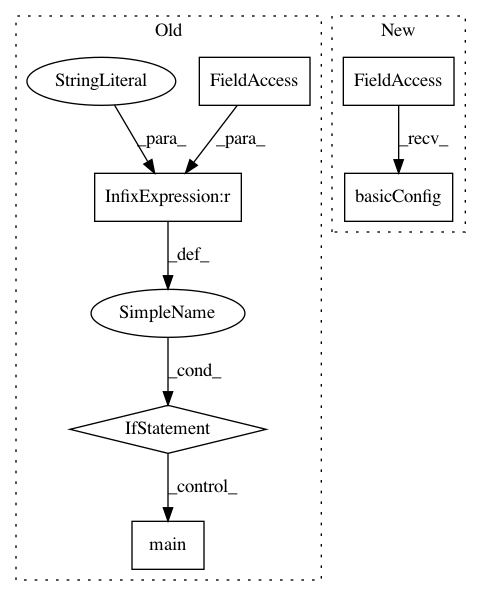 Old
New
StringLiteral
FieldAccess
FieldAccess
_para_
_para_
_recv_
InfixExpression:r
basicConfig
_def_
SimpleName
_cond_
IfStatement
_control_
main